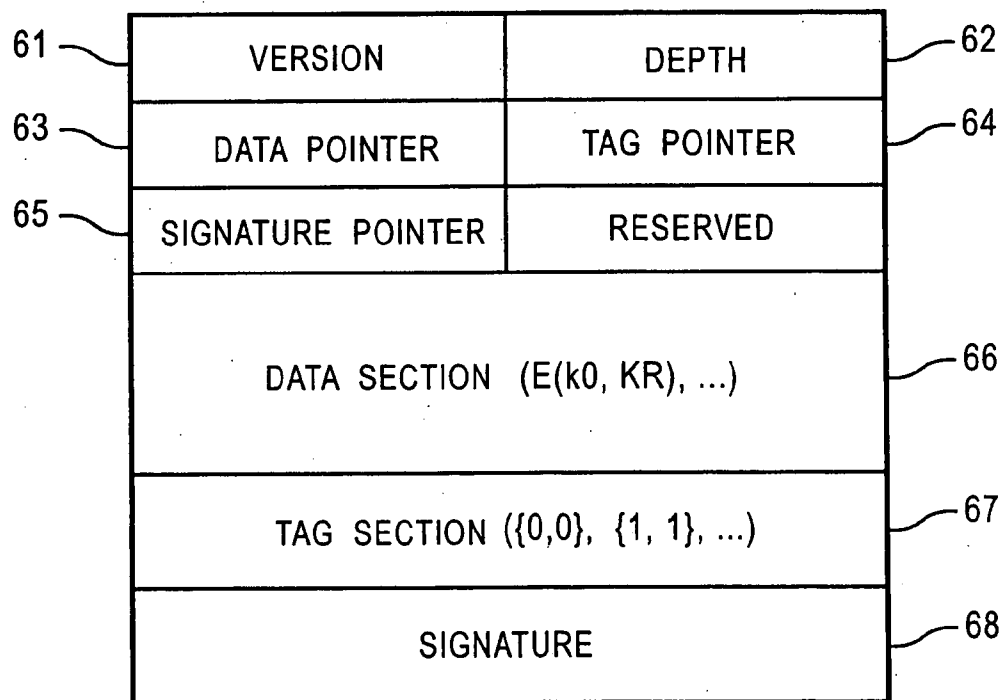 61 VERSION DEPTH 62
63 DATA POINTER TAG POINTER 64
65 SIGNATURE POINTER RESERVED
DATA SECTION (E(k0, KR), ...) 66
TAG SECTION ({0,0}, {1, 1}, ...) 67
SIGNATURE 68